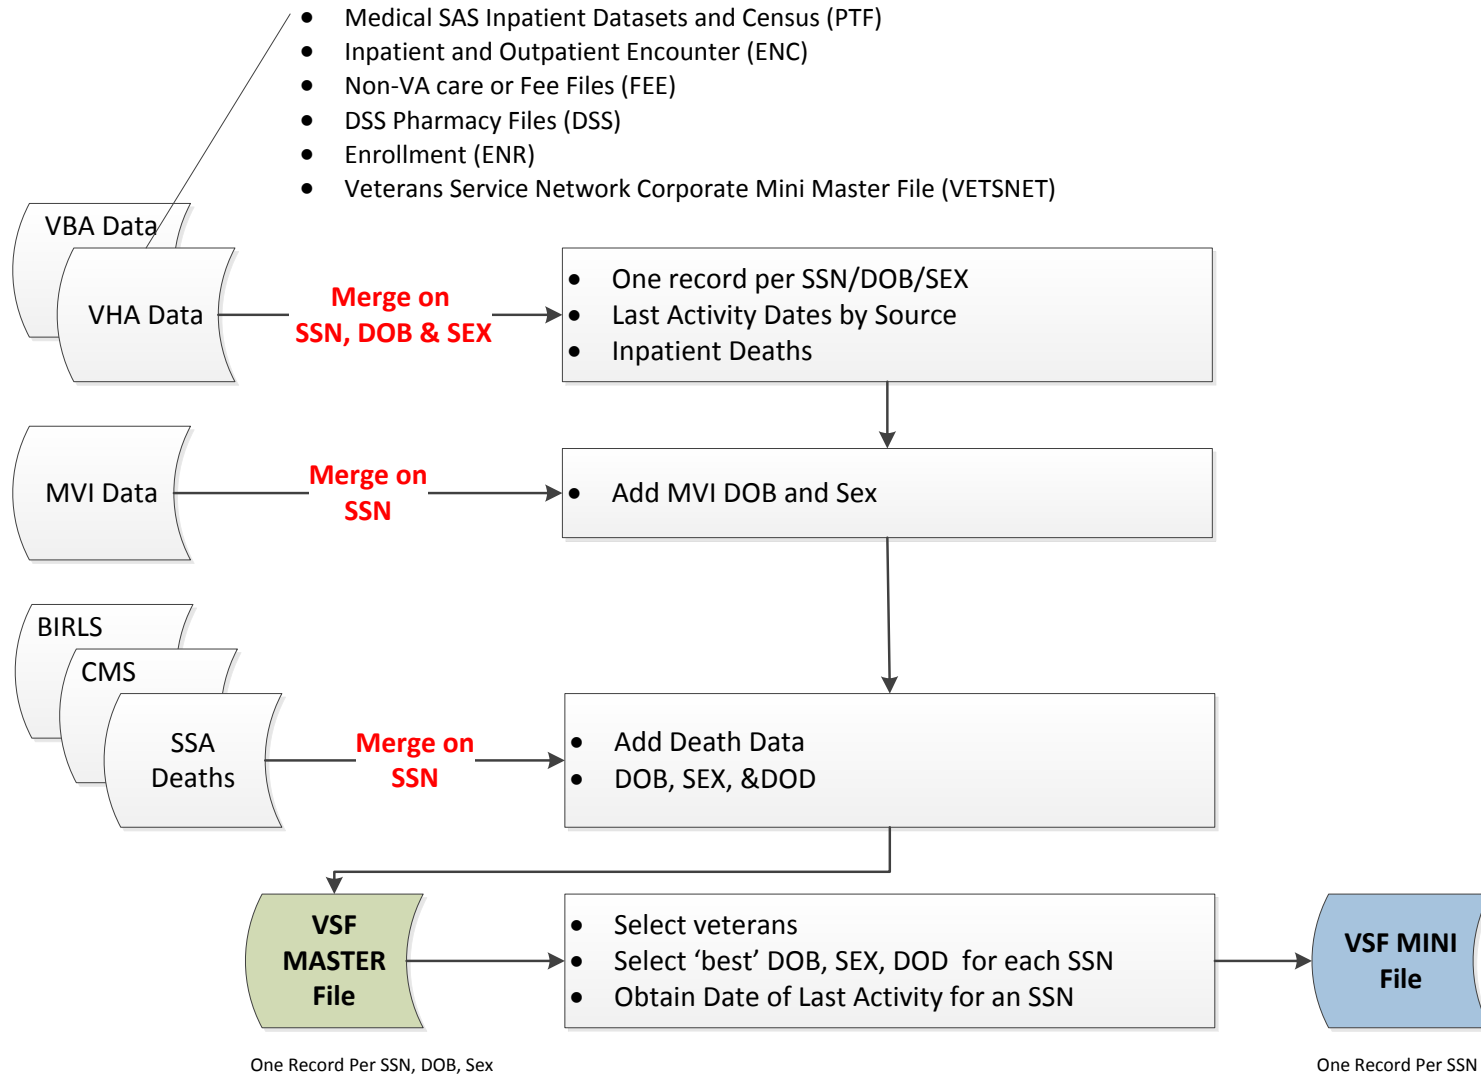 • Medical SAS Inpatient Datasets and Census (PTF)
• Inpatient and Outpatient Encounter (ENC)
• Non-VA care or Fee Files (FEE)
• DSS Pharmacy Files (DSS)
• Enrollment (ENR)
• Veterans Service Network Corporate Mini Master File (VETSNET)
VBA Data
VHA Data
Merge on
SSN, DOB & SEX
• One record per SSN/DOB/SEX
• Last Activity Dates by Source
• Inpatient Deaths
MVI Data
Merge on
SSN
• Add MVI DOB and Sex
BIRLS
CMS
SSA
Deaths
Merge on
SSN
• Add Death Data
• DOB, SEX, &DOD
VSF
MASTER
File
• Select veterans
• Select ‘best’ DOB, SEX, DOD for each SSN
• Obtain Date of Last Activity for an SSN
VSF MINI
File
One Record Per SSN, DOB, Sex
One Record Per SSN